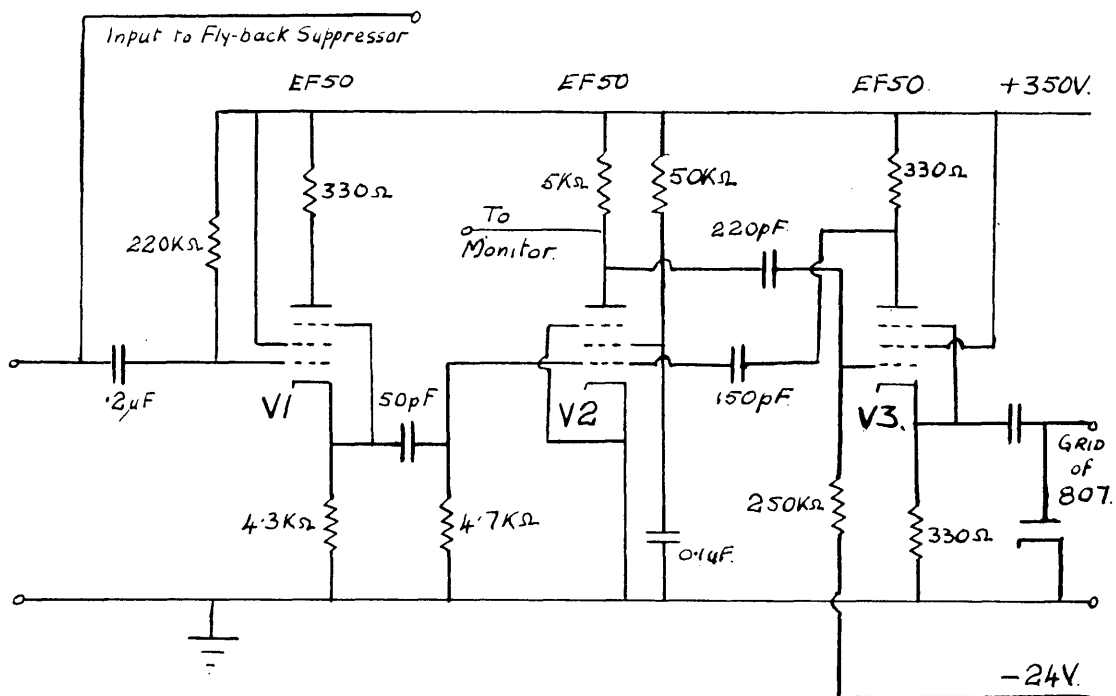 Input to Fly-back Suppressor
EF50
EF50
EF50.
+350V.
330Ω
5KΩ
50KΩ
330Ω
220KΩ
To
Monitor.
220pF.
.2μF
V1
50pF
V2
150pF.
V3.
GRID
OF
807.
4.3KΩ
4.7KΩ
0.1μF.
250KΩ
330Ω
-24V.